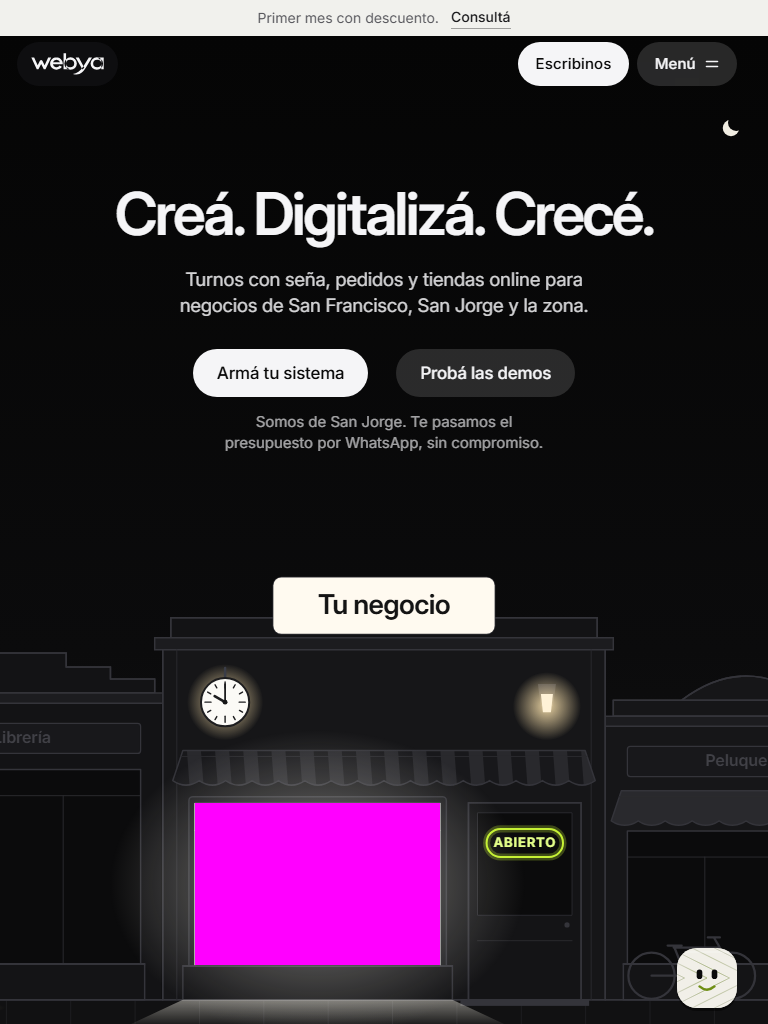 Primer mes con descuento. Consultá
webya
Escribinos
Menú
Creá. Digitalizá. Crecé.
Turnos con seña, pedidos y tiendas online para
negocios de San Francisco, San Jorge y la zona.
Armá tu sistema
Probá las demos
Somos de San Jorge. Te pasamos el
presupuesto por WhatsApp, sin compromiso.
Tu negocio
Librería
Peluque
ABIERTO